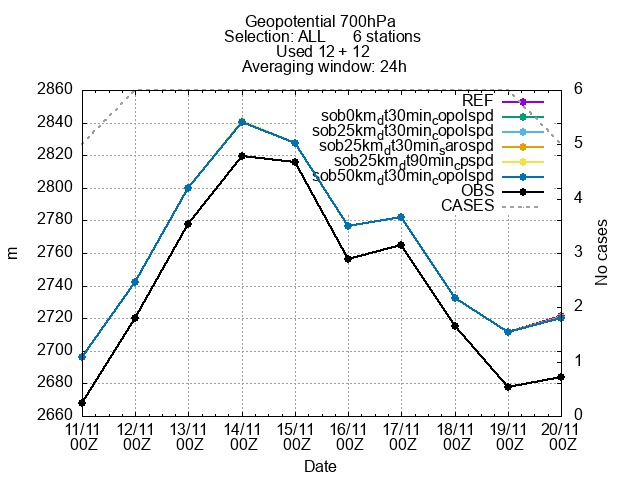 Geopotential 700hPa
Selection: ALL 6 stations
Used 12 + 12
Averaging window: 24h
REF
sob0km_dt30min_copolspd
sob25km_dt30min_copolspd
sob25km_dt30min_sarospd
sob25km_dt90min_cpspd
sob50km_dt30min_copolspd
OBS
CASES
2860
2840
2820
2800
2780
2760
2740
2720
2700
2680
2660
m
6
5
4
3
2
1
0
No cases
11/11 12/11 13/11 14/11 15/11 16/11 17/11 18/11 19/11 20/11
00Z 00Z 00Z 00Z 00Z 00Z 00Z 00Z 00Z 00Z
Date